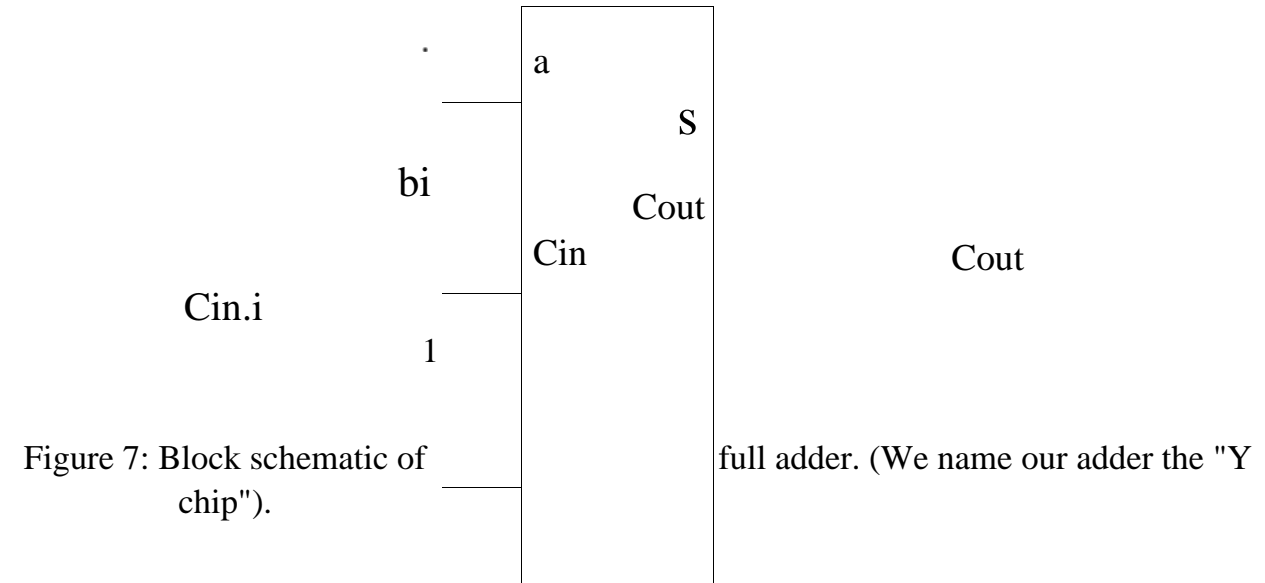 a
S
bi
Cout
Cin
Cout
Cin.i
1
Figure 7: Block schematic of full adder. (We name our adder the "Y
chip").